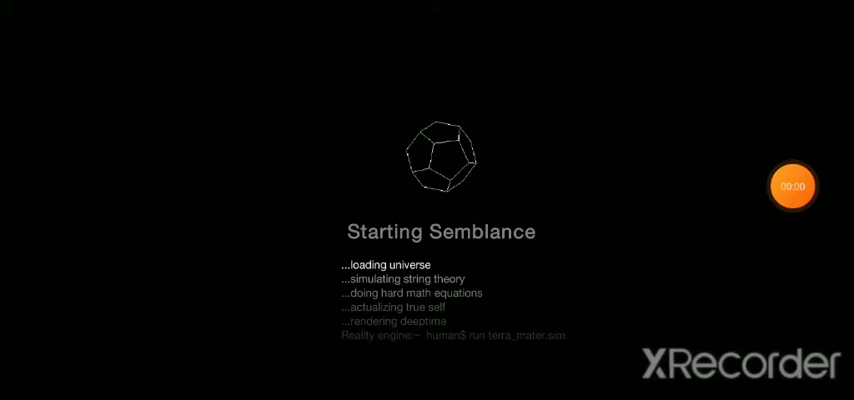 Starting Semblance
...loading universe
00:00
...simulating string theory
...doing hard math equations
...actualizing true self
...rendering deeptime
Reality engine:~ human$ run terra_mater.sim
XRecorder